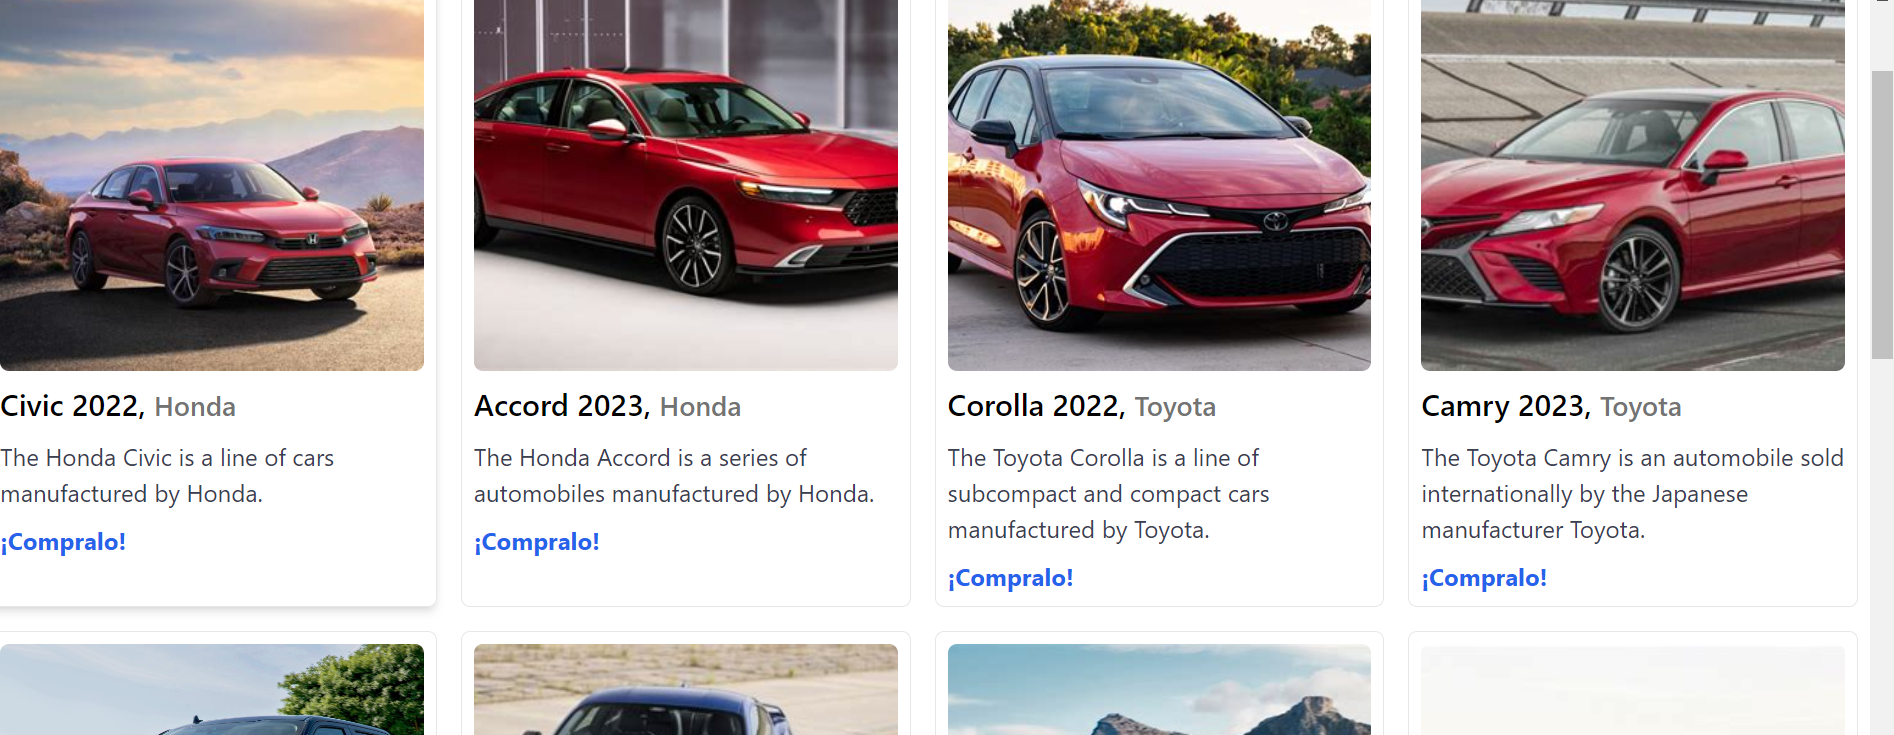 Civic 2022, Honda
The Honda Civic is a line of cars
manufactured by Honda.
¡Compralo!
Accord 2023, Honda
The Honda Accord is a series of
automobiles manufactured by Honda.
¡Compralo!
Corolla 2022, Toyota
The Toyota Corolla is a line of
subcompact and compact cars
manufactured by Toyota.
¡Compralo!
Camry 2023, Toyota
The Toyota Camry is an automobile sold
internationally by the Japanese
manufacturer Toyota.
¡Compralo!